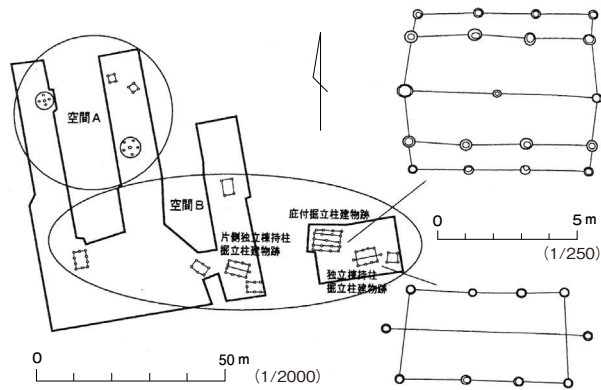 空間A
空間B
片側独立棟持柱
掘立柱建物跡
庇付掘立柱建物跡
独立棟持柱
掘立柱建物跡
0 5 m
(1/250)
0 50 m
(1/2000)